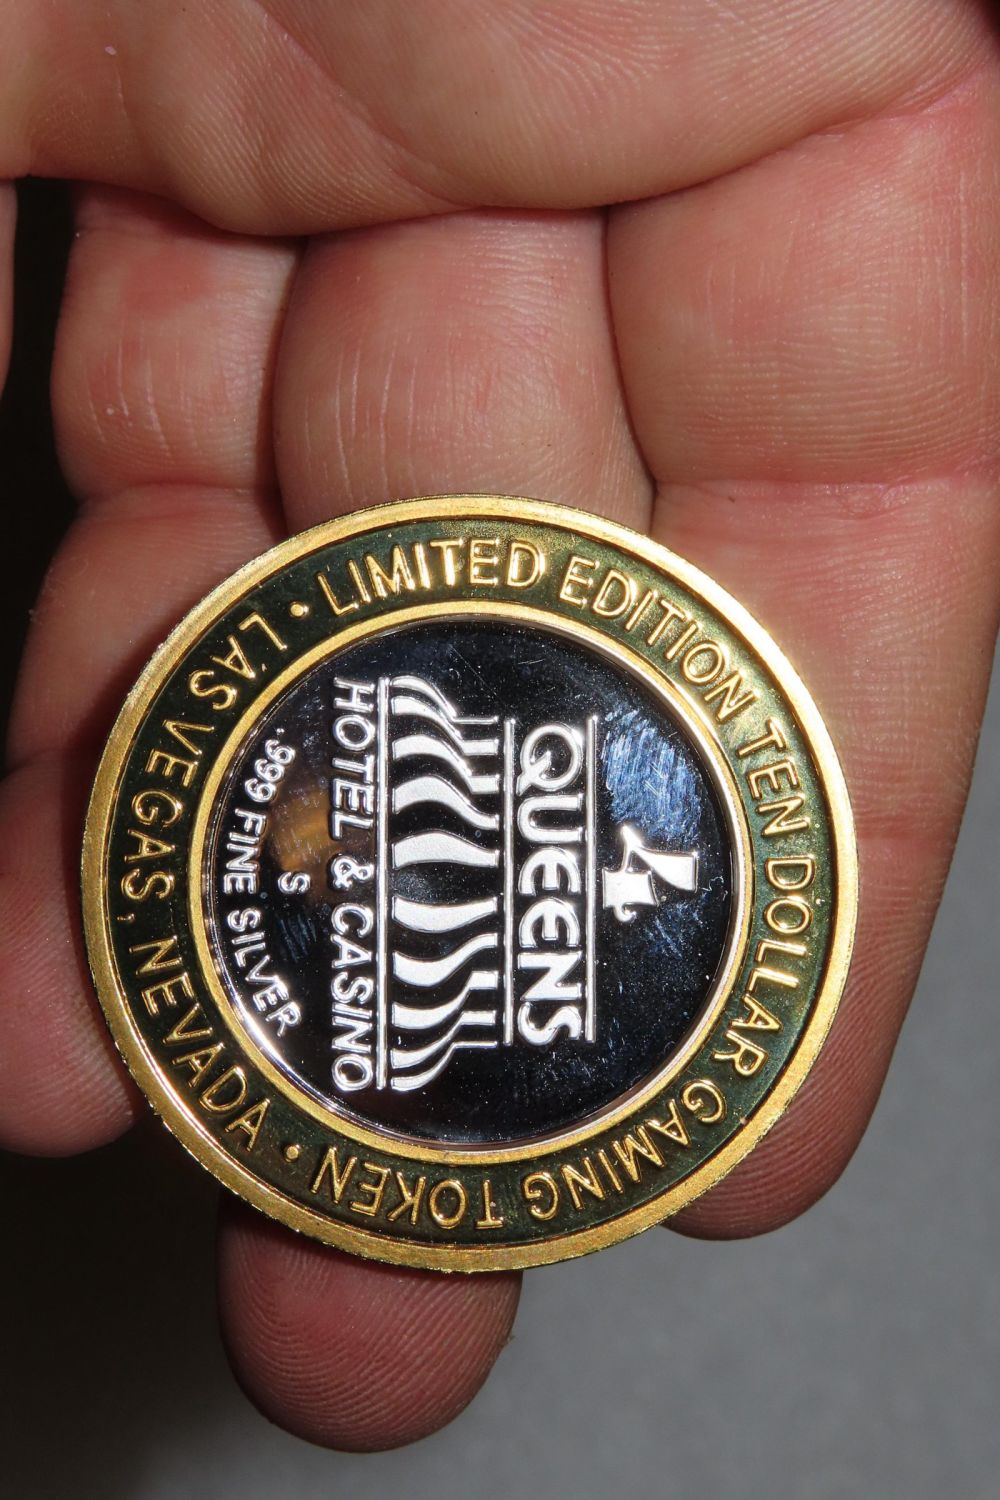 LIMITED EDITION TEN DOLLAR GAMING TOKEN
4
QUEENS
HOTEL & CASINO
S
.999 FINE SILVER
• LAS VEGAS, NEVADA •